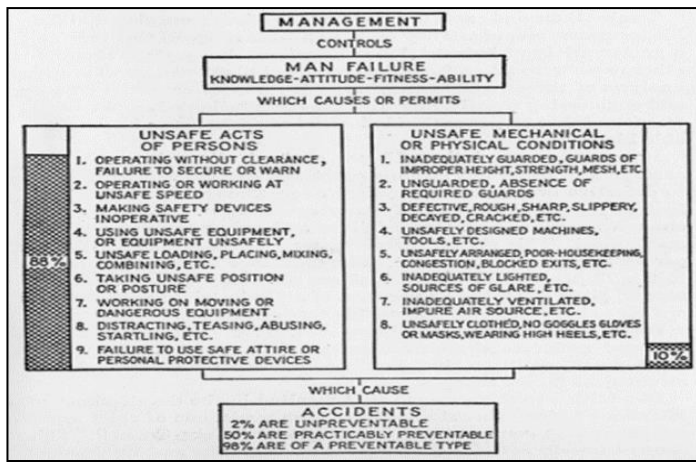 MANAGEMENT
CONTROLS
MAN FAILURE
KNOWLEDGE-ATTITUDE-FITNESS-ABILITY
WHICH CAUSES OR PERMITS
UNSAFE ACTS
OF PERSONS
1. OPERATING WITHOUT CLEARANCE,
FAILURE TO SECURE OR WARN
2. OPERATING OR WORKING AT
UNSAFE SPEED
3. MAKING SAFETY DEVICES
INOPERATIVE
4. USING UNSAFE EQUIPMENT,
OR EQUIPMENT UNSAFELY
5. UNSAFE LOADING, PLACING, MIXING,
COMBINING, ETC.
6. TAKING UNSAFE POSITION
OR POSTURE
7. WORKING ON MOVING OR
DANGEROUS EQUIPMENT
8. DISTRACTING, TEASING, ABUSING,
STARTLING, ETC.
9. FAILURE TO USE SAFE ATTIRE OR
PERSONAL PROTECTIVE DEVICES
88%
UNSAFE MECHANICAL
OR PHYSICAL CONDITIONS
1. INADEQUATELY GUARDED, GUARDS OF
IMPROPER HEIGHT, STRENGTH, MESH, ETC.
2. UNGUARDED, ABSENCE OF
REQUIRED GUARDS
3. DEFECTIVE, ROUGH, SHARP, SLIPPERY,
DECAYED, CRACKED, ETC.
4. UNSAFELY DESIGNED MACHINES,
TOOLS, ETC.
5. UNSAFELY ARRANGED, POOR-HOUSEKEEPING,
CONGESTION, BLOCKED EXITS, ETC.
6. INADEQUATELY LIGHTED,
SOURCES OF GLARE, ETC.
7. INADEQUATELY VENTILATED,
IMPURE AIR SOURCE, ETC.
8. UNSAFELY CLOTHED, NO GOGGLES GLOVES
OR MASKS, WEARING HIGH HEELS, ETC.
10%
WHICH CAUSE
ACCIDENTS
2% ARE UNPREVENTABLE
50% ARE PRACTICABLY PREVENTABLE
98% ARE OF A PREVENTABLE TYPE